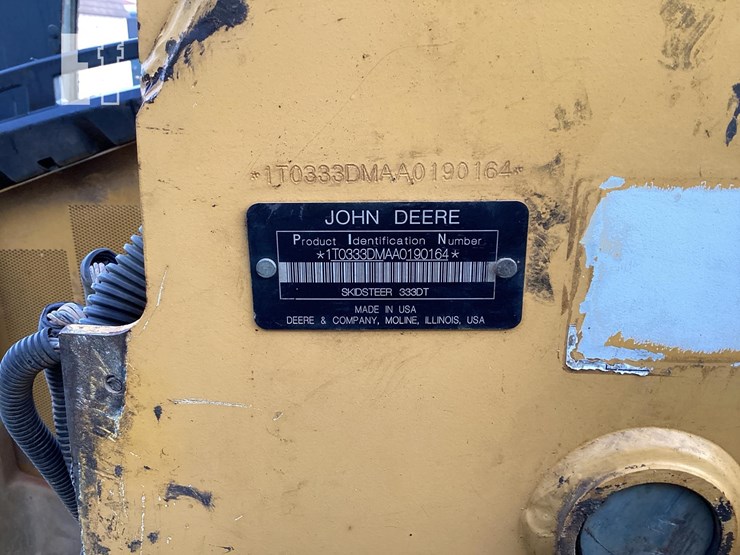 *1T0333DMAA0190164*
JOHN DEERE
Product Identification Number
*1T0333DMAA0190164*
SKIDSTEER 333DT
MADE IN USA
DEERE & COMPANY, MOLINE, ILLINOIS, USA